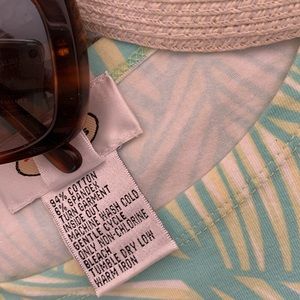 94% COTTON
6% SPANDEX
TURN GARMENT
INSIDE OUT
MACHINE WASH COLD
GENTLE CYCLE
ONLY NON-CHLORINE
BLEACH
TUMBLE DRY LOW
WARM IRON